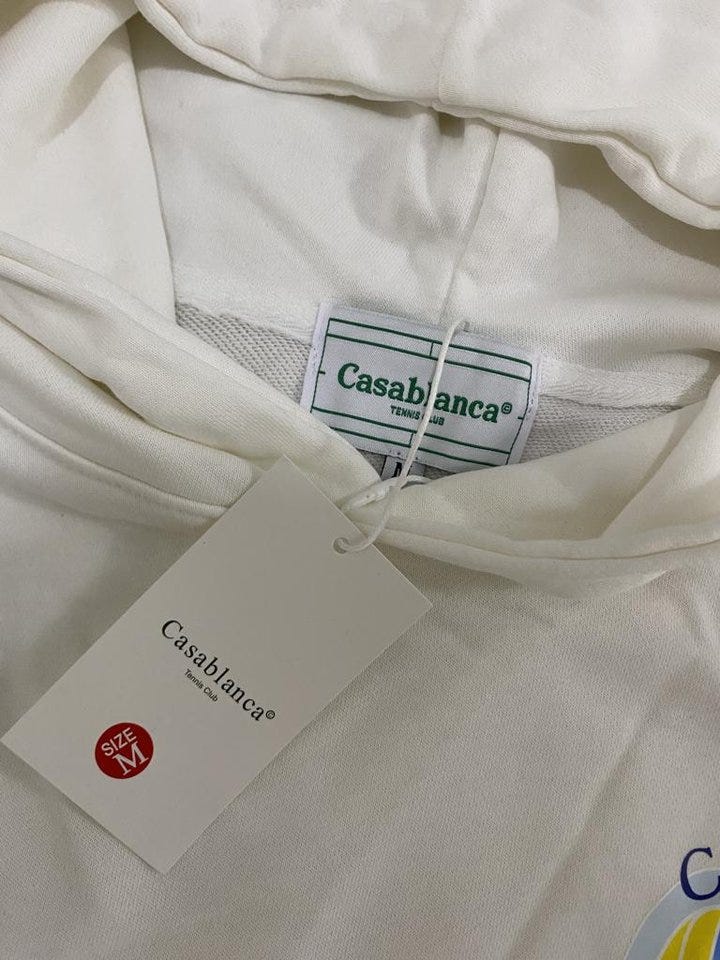 Casablanca©
TENNIS CLUB
M
Casablanca©
Tennis Club
SIZE
M
C